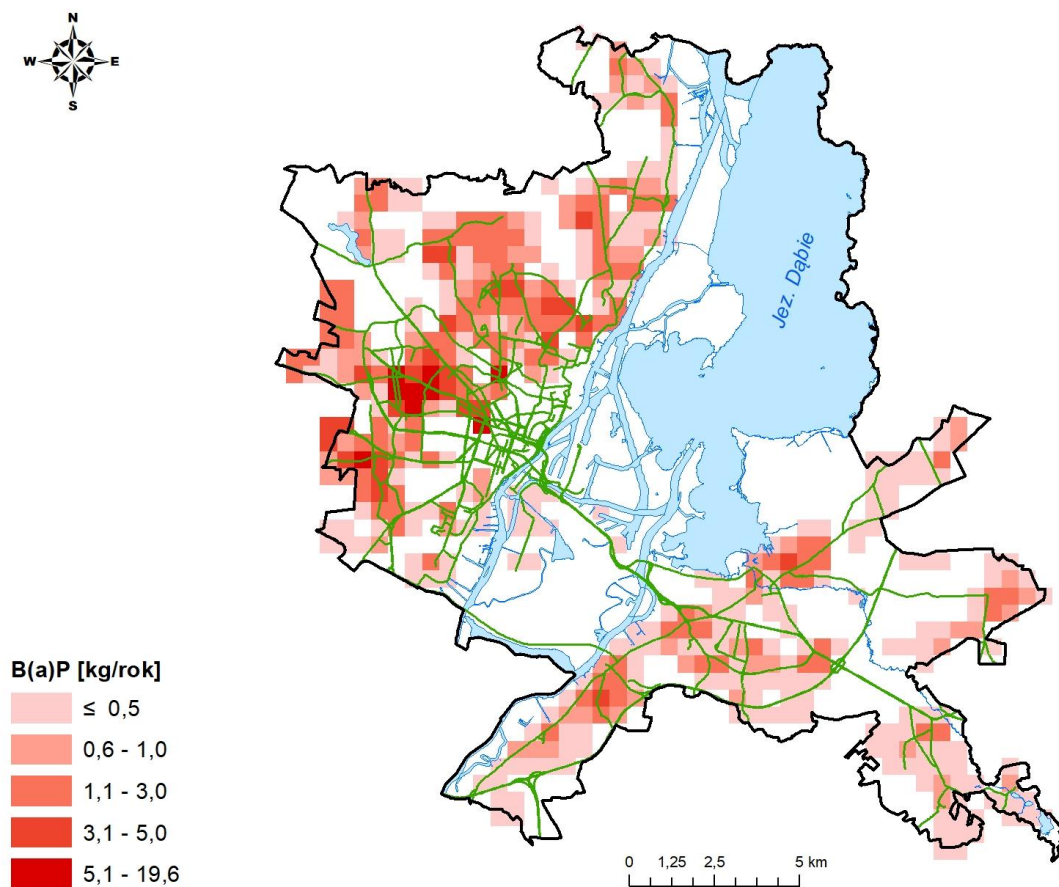 N
W E
S
Jez. Dąbie
B(a)P [kg/rok]
≤ 0,5
0,6 - 1,0
1,1 - 3,0
3,1 - 5,0
5,1 - 19,6
0 1,25 2,5 5 km